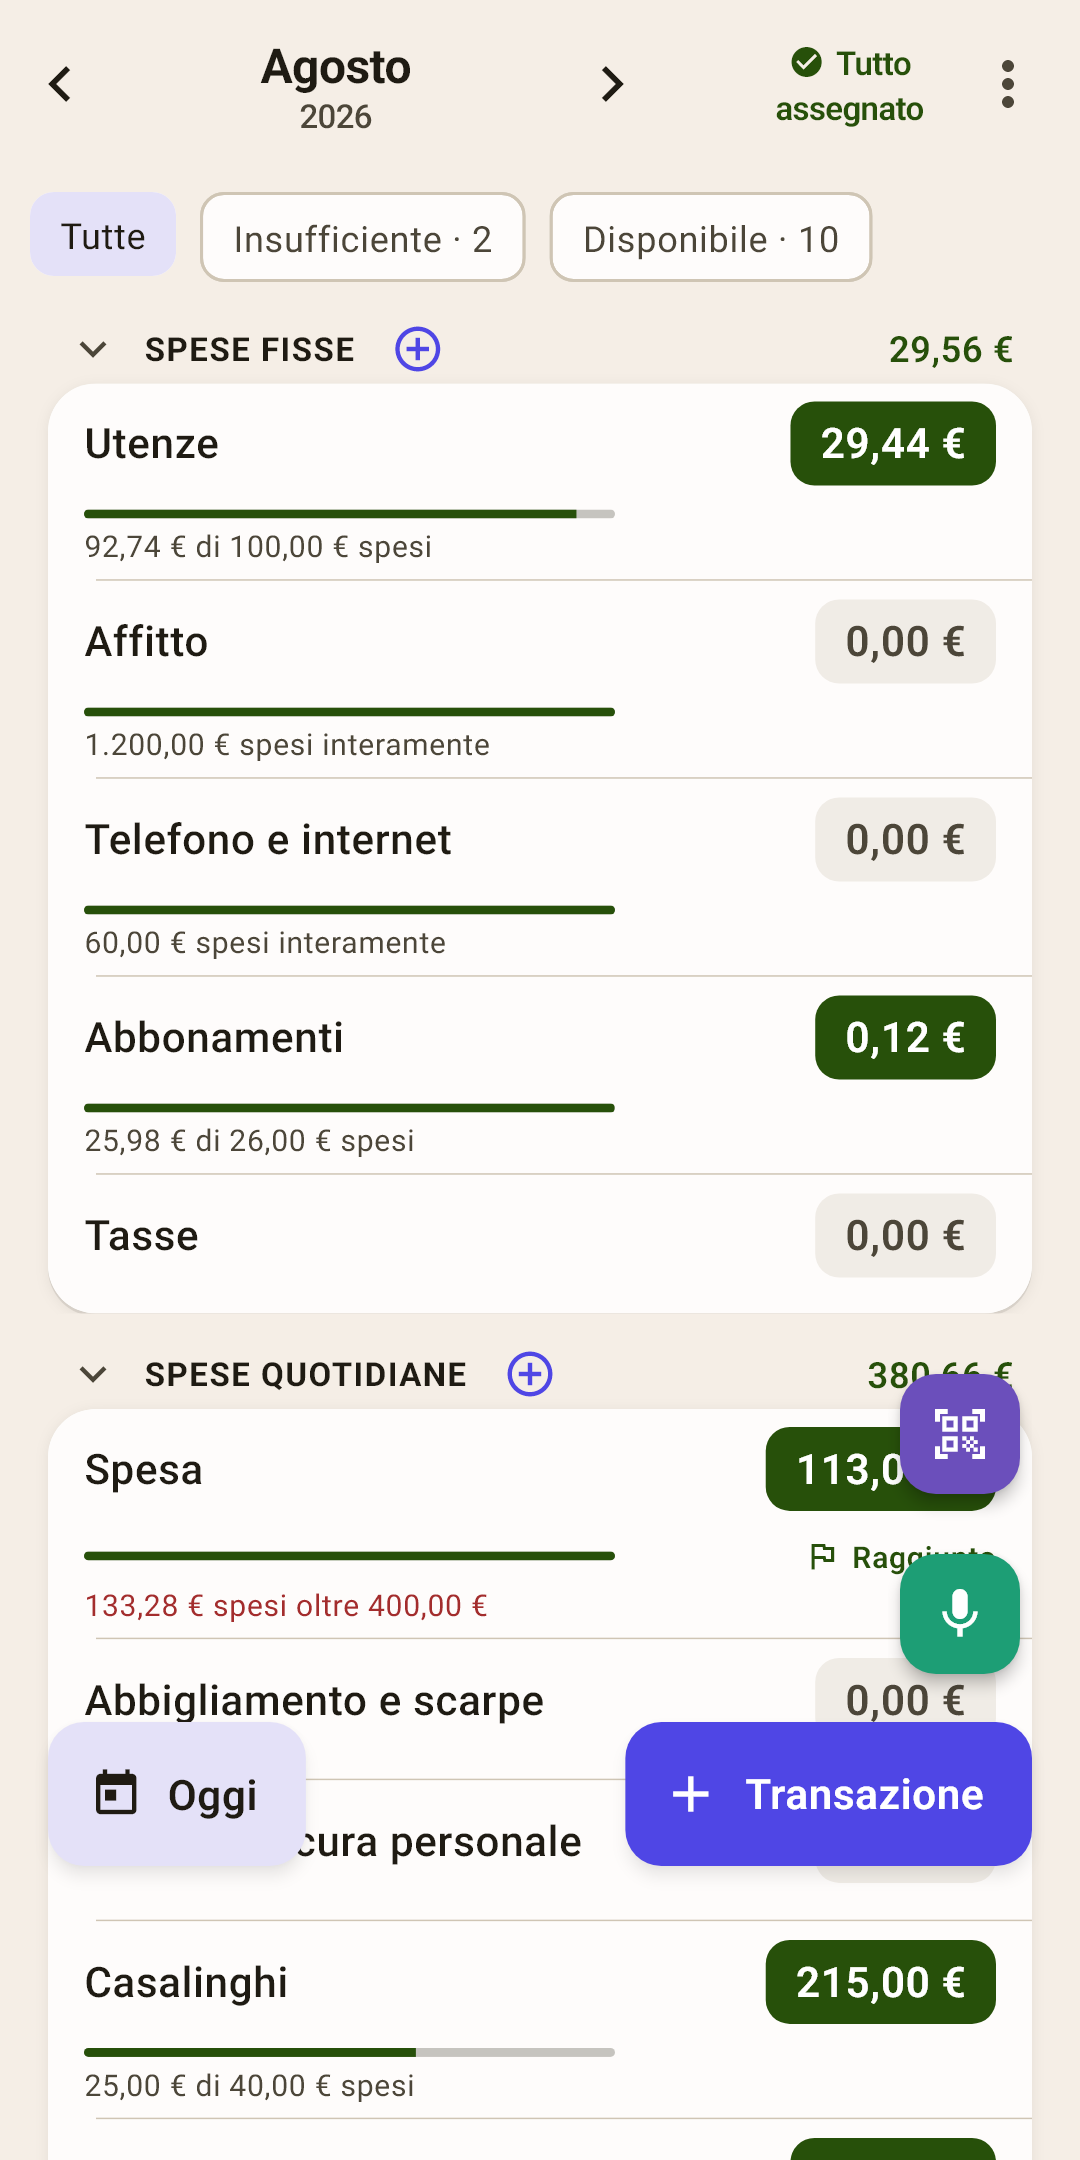 Agosto
2026
Tutto
assegnato
Tutte
Insufficiente · 2
Disponibile · 10
SPESE FISSE
29,56 €
Utenze
29,44 €
92,74 € di 100,00 € spesi
Affitto
0,00 €
1.200,00 € spesi interamente
Telefono e internet
0,00 €
60,00 € spesi interamente
Abbonamenti
0,12 €
25,98 € di 26,00 € spesi
Tasse
0,00 €
SPESE QUOTIDIANE
380,66 €
Spesa
133,28 € spesi oltre 400,00 €
Abbigliamento e scarpe
0,00 €
Oggi
Transazione
cura personale
Casalinghi
215,00 €
25,00 € di 40,00 € spesi